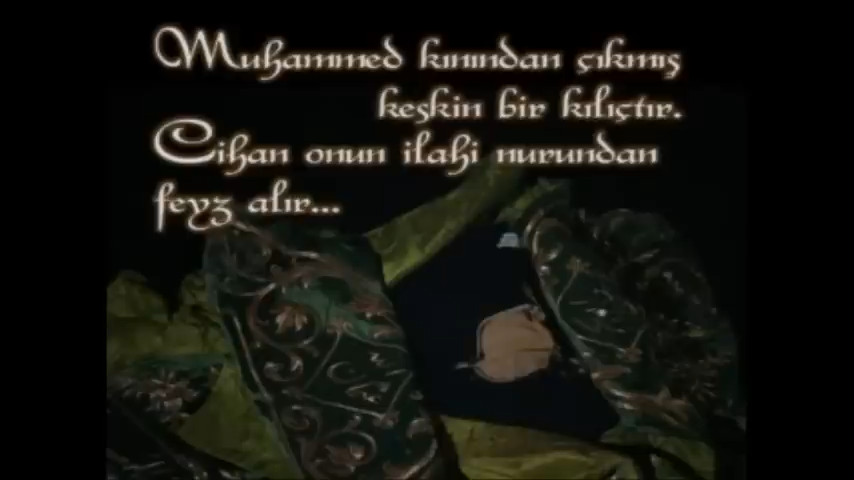 Muhammed kınından çıkmış
keskin bir kılıçtır.
Cihan onun ilahi nurundan
feyz alır...